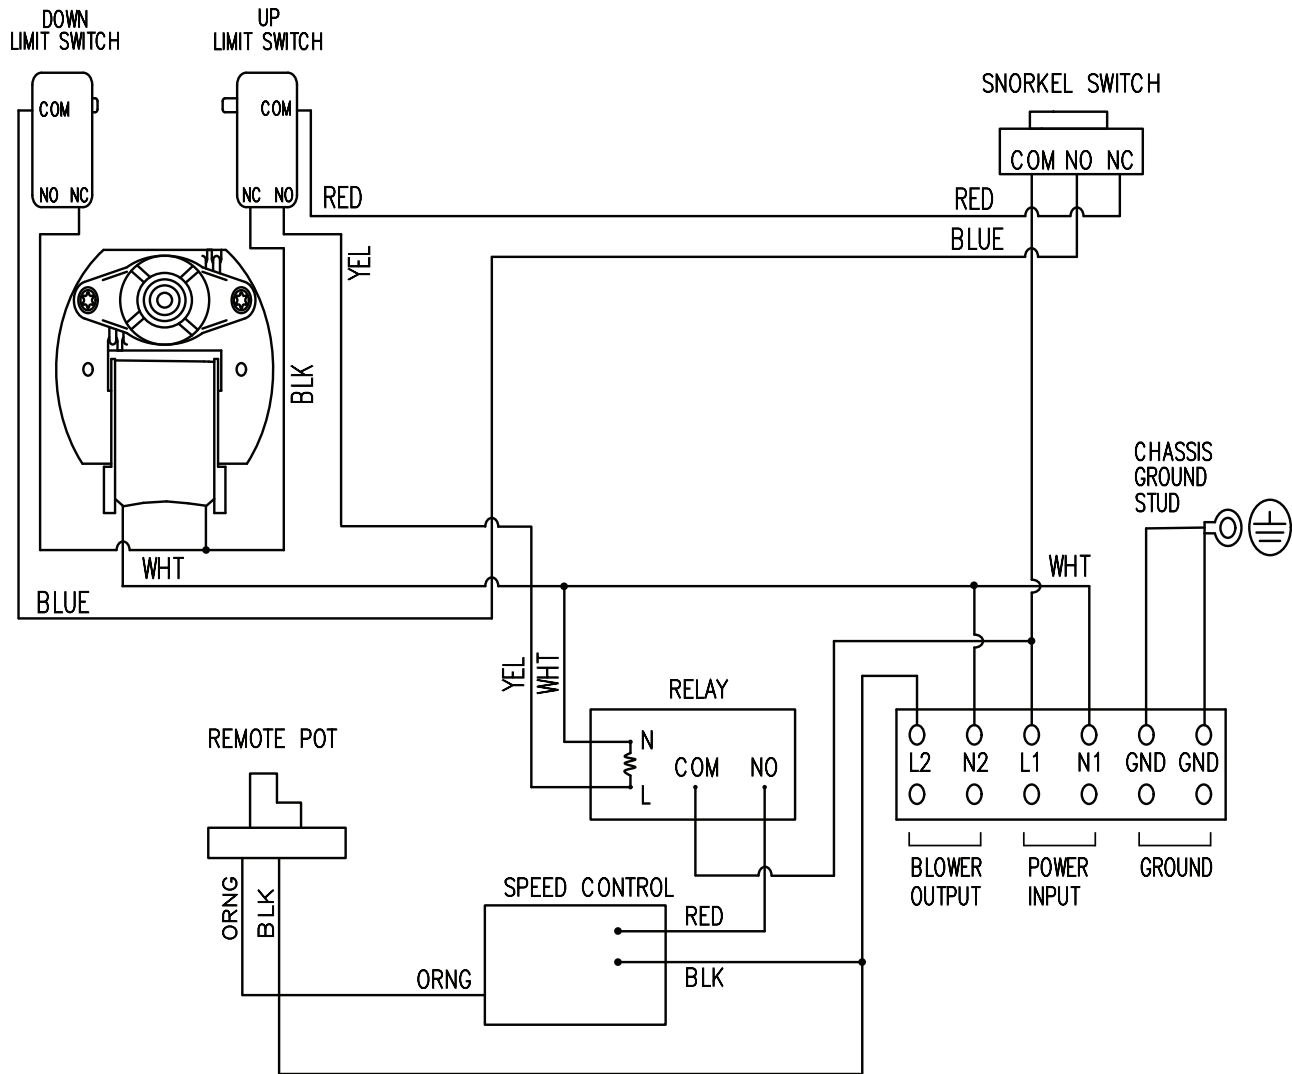 DOWN
LIMIT SWITCH
UP
LIMIT SWITCH
SNORKEL SWITCH
COM
NO NC
COM
NC NO
COM NO NC
RED
RED
BLUE
YEL
BLK
CHASSIS
GROUND
STUD
WHT
WHT
BLUE
YEL
WHT
RELAY
N
L
COM NO
L2 N2 L1 N1 GND GND
BLOWER
OUTPUT
POWER
INPUT
GROUND
REMOTE POT
ORNG
BLK
SPEED CONTROL
RED
BLK
ORNG